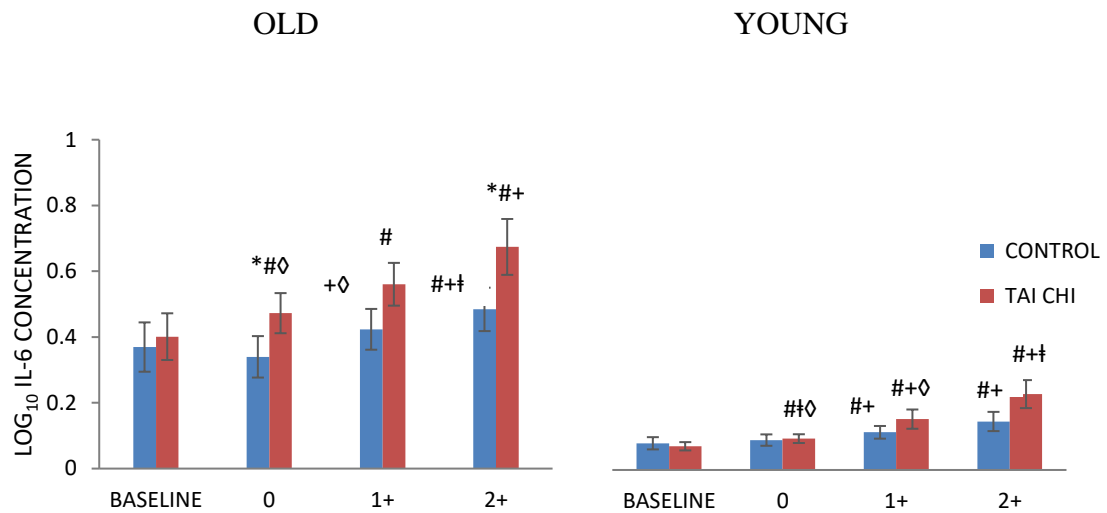 OLD
YOUNG
LOG10 IL-6 CONCENTRATION
1
0.8
0.6
0.4
0.2
0
*#◊
+◊
#
#+ƚ
*#+
BASELINE
0
1+
2+
#ƚ◊
#+
#+◊
#+
#+ƚ
BASELINE
0
1+
2+
CONTROL
TAI CHI